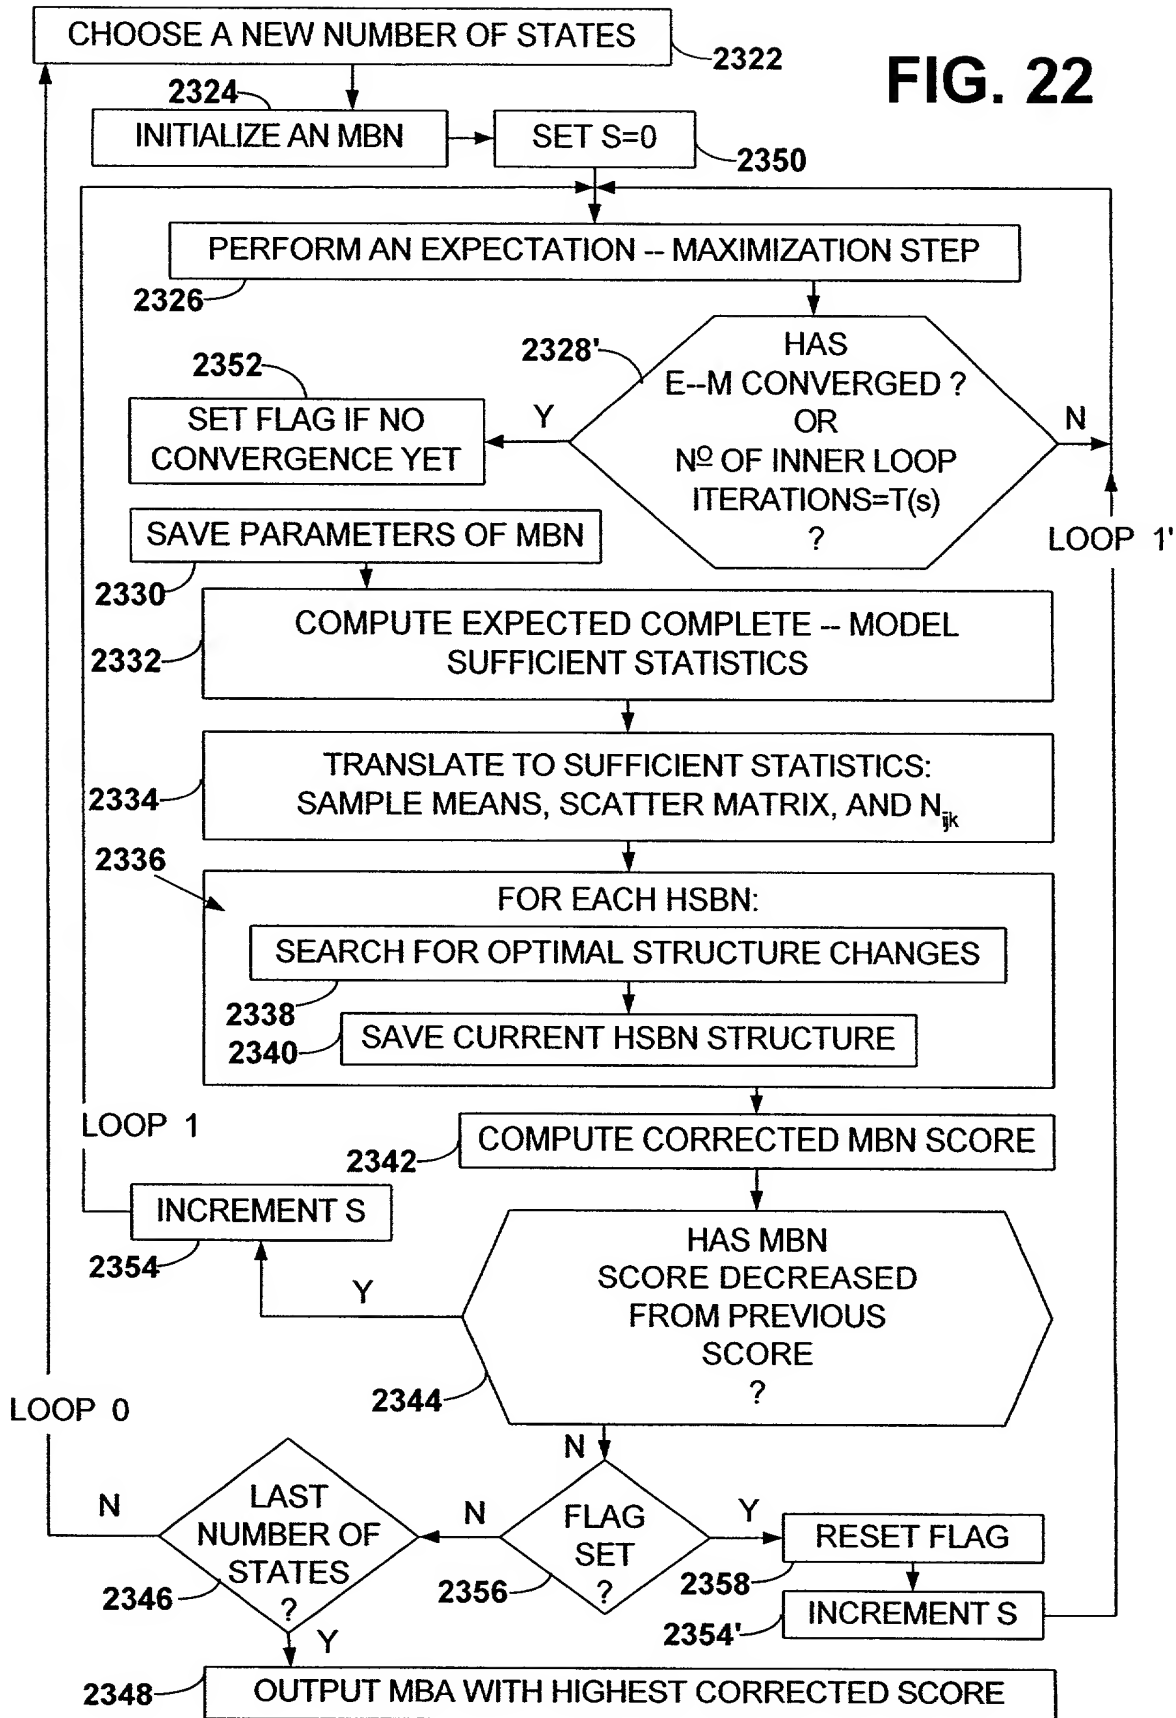 CHOOSE A NEW NUMBER OF STATES
2322
FIG. 22
2324
INITIALIZE AN MBN
SET S=0
2350
PERFORM AN EXPECTATION -- MAXIMIZATION STEP
2326
2328'
HAS
E--M CONVERGED ?
OR
Nº OF INNER LOOP
ITERATIONS=T(s)
?
Y
N
2352
SET FLAG IF NO
CONVERGENCE YET
LOOP 1'
SAVE PARAMETERS OF MBN
2330
COMPUTE EXPECTED COMPLETE -- MODEL
SUFFICIENT STATISTICS
2332
TRANSLATE TO SUFFICIENT STATISTICS:
SAMPLE MEANS, SCATTER MATRIX, AND Nijk
2334
2336
FOR EACH HSBN:
SEARCH FOR OPTIMAL STRUCTURE CHANGES
2338
SAVE CURRENT HSBN STRUCTURE
2340
LOOP 1
COMPUTE CORRECTED MBN SCORE
2342
INCREMENT S
2354
HAS MBN
SCORE DECREASED
FROM PREVIOUS
SCORE
?
Y
2344
LOOP 0
N
LAST
NUMBER OF
STATES
?
N
2346
FLAG
SET
?
N
Y
2356
RESET FLAG
2358
INCREMENT S
2354'
Y
OUTPUT MBA WITH HIGHEST CORRECTED SCORE
2348